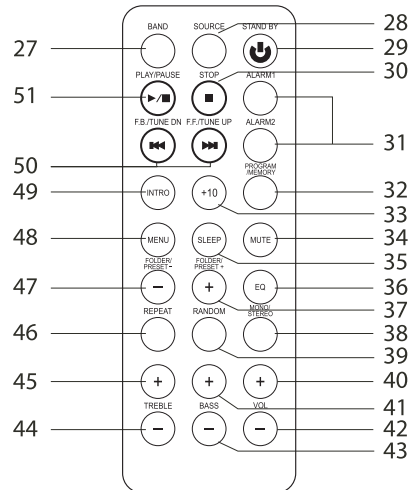 BAND SOURCE STAND BY 28
27 29
PLAY/PAUSE STOP ALARM1 30
51 ▶/■ ■
F.B./TUNE DN F.F./TUNE UP ALARM2 31
50 PROGRAM
/MEMORY
49 INTRO +10 32
33
48 MENU SLEEP MUTE 34
FOLDER/ FOLDER/ 35
PRESET− PRESET+
47 − + EQ 36
37
REPEAT RANDOM MONO/
STEREO
46 38
39
45 + + + 40
TREBLE BASS VOL 41
44 − − − 42
43